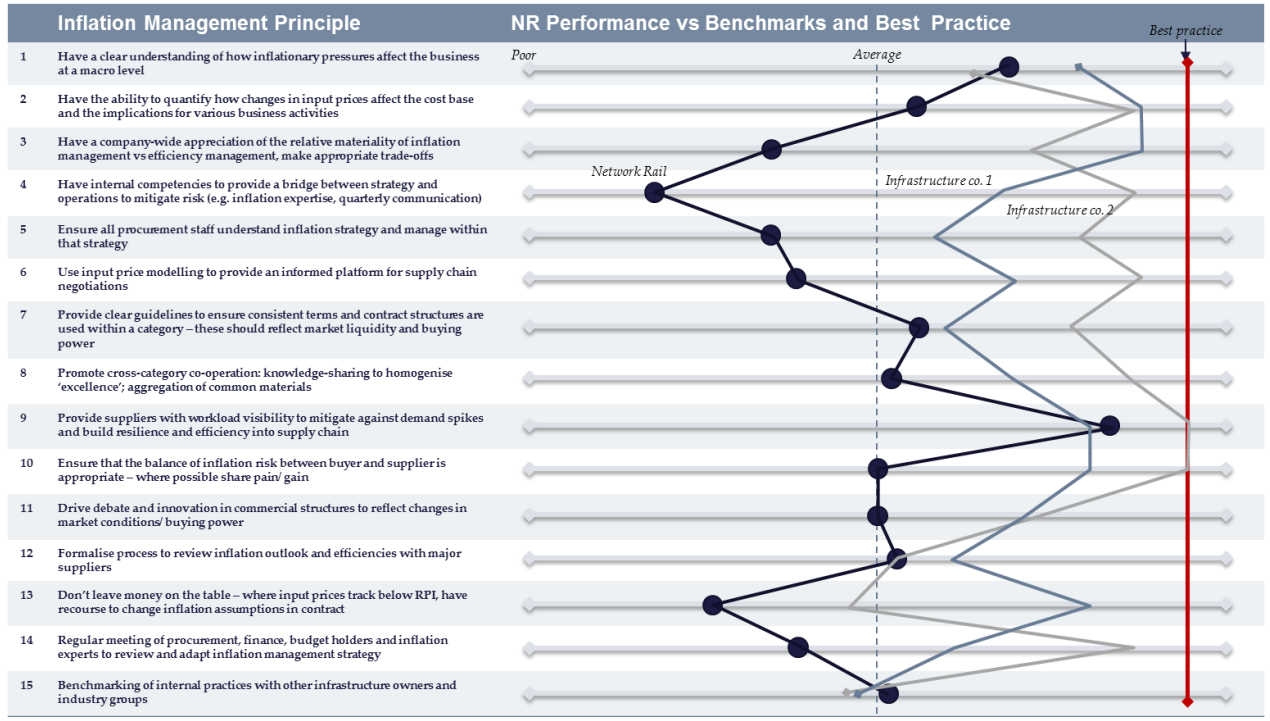 Inflation Management Principle
NR Performance vs Benchmarks and Best Practice
Best practice
Poor
Average
1
Have a clear understanding of how inflationary pressures affect the business
at a macro level
2
Have the ability to quantify how changes in input prices affect the cost base
and the implications for various business activities
3
Have a company-wide appreciation of the relative materiality of inflation
management vs efficiency management, make appropriate trade-offs
Network Rail
4
Have internal competencies to provide a bridge between strategy and
operations to mitigate risk (e.g. inflation expertise, quarterly communication)
Infrastructure co. 1
Infrastructure co. 2
5
Ensure all procurement staff understand inflation strategy and manage within
that strategy
6
Use input price modelling to provide an informed platform for supply chain
negotiations
7
Provide clear guidelines to ensure consistent terms and contract structures are
used within a category – these should reflect market liquidity and buying
power
8
Promote cross-category co-operation: knowledge-sharing to homogenise
‘excellence’; aggregation of common materials
9
Provide suppliers with workload visibility to mitigate against demand spikes
and build resilience and efficiency into supply chain
10
Ensure that the balance of inflation risk between buyer and supplier is
appropriate – where possible share pain/ gain
11
Drive debate and innovation in commercial structures to reflect changes in
market conditions/ buying power
12
Formalise process to review inflation outlook and efficiencies with major
suppliers
13
Don’t leave money on the table – where input prices track below RPI, have
recourse to change inflation assumptions in contract
14
Regular meeting of procurement, finance, budget holders and inflation
experts to review and adapt inflation management strategy
15
Benchmarking of internal practices with other infrastructure owners and
industry groups